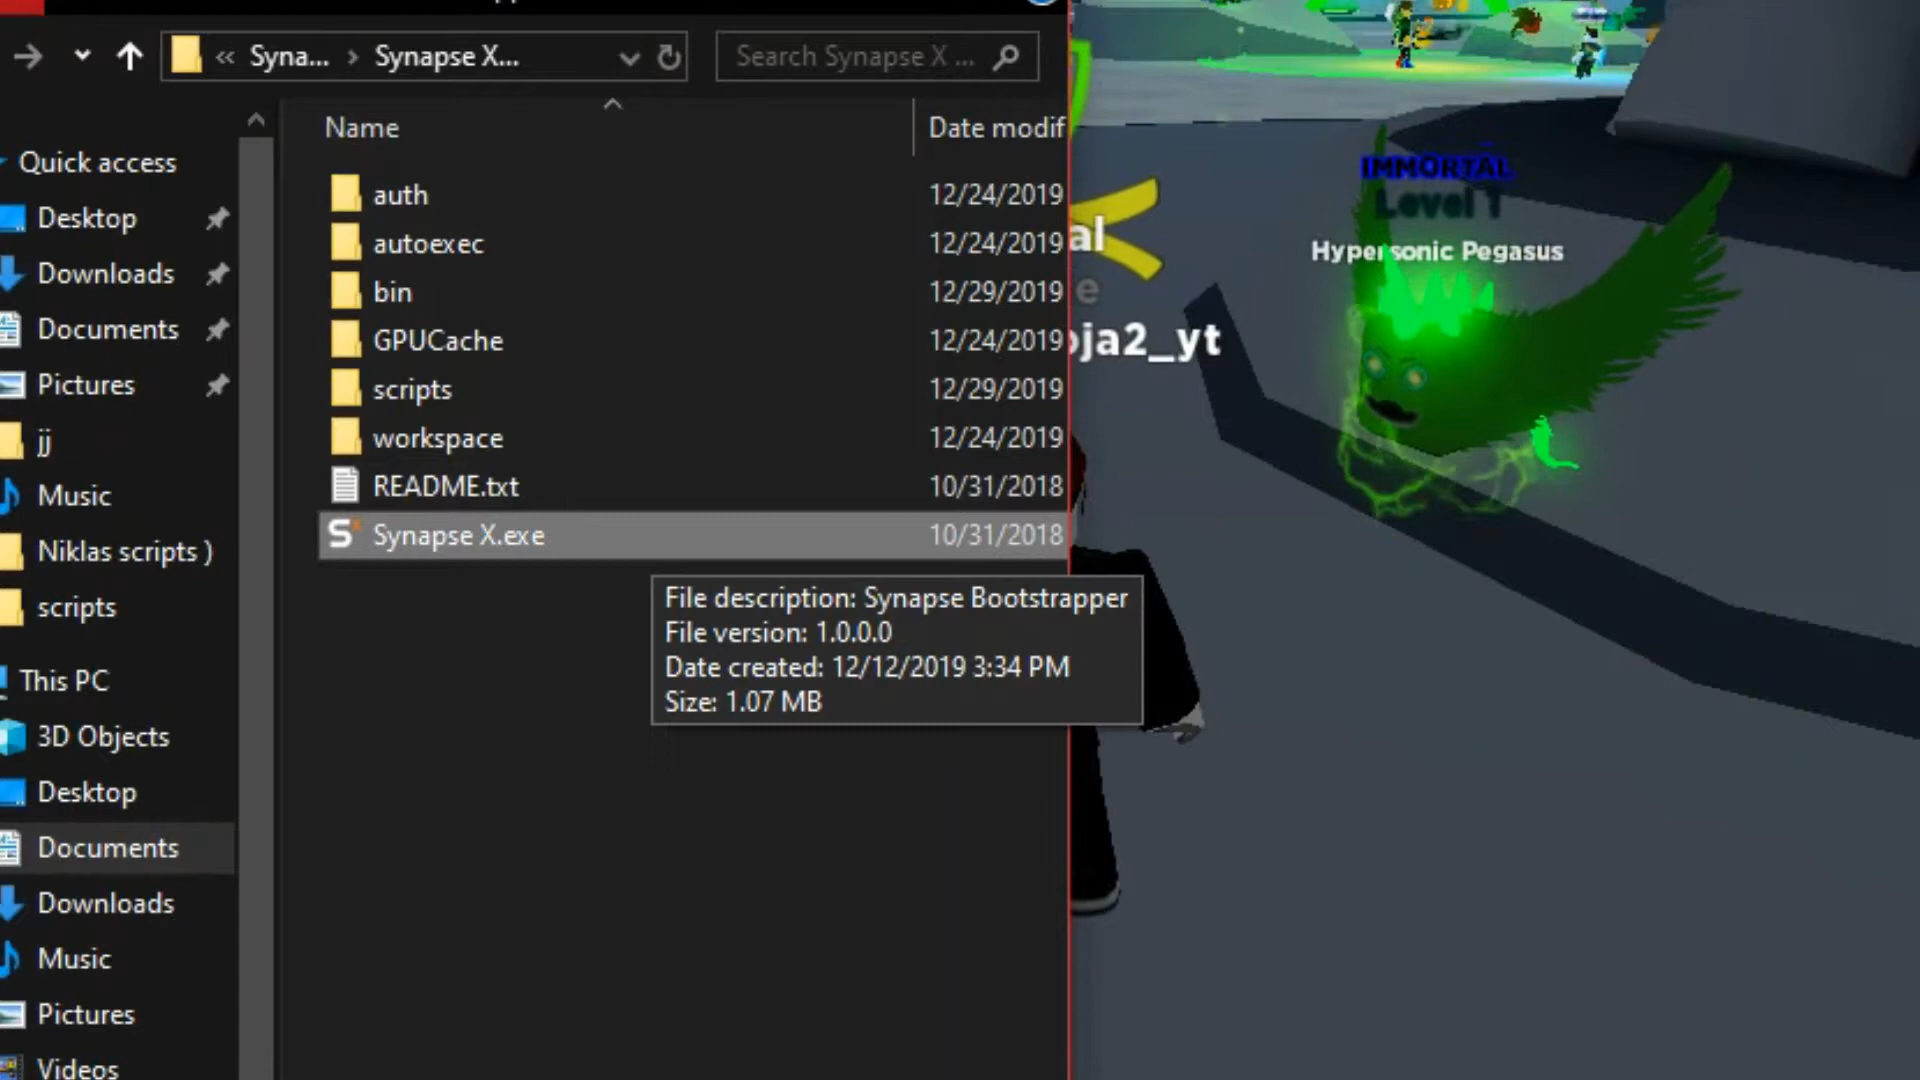 « Syna... › Synapse X...
Search Synapse X ...
Name
Date modif
auth 12/24/2019
autoexec 12/24/2019
bin 12/29/2019
GPUCache 12/24/2019
scripts 12/29/2019
workspace 12/24/2019
README.txt 10/31/2018
Synapse X.exe 10/31/2018
File description: Synapse Bootstrapper
File version: 1.0.0.0
Date created: 12/12/2019 3:34 PM
Size: 1.07 MB
Quick access
Desktop
Downloads
Documents
Pictures
jj
Music
Niklas scripts )
scripts
This PC
3D Objects
Desktop
Documents
Downloads
Music
Pictures
Videos
IMMORTAL
Level 1
Hypersonic Pegasus
al
e
ja2_yt